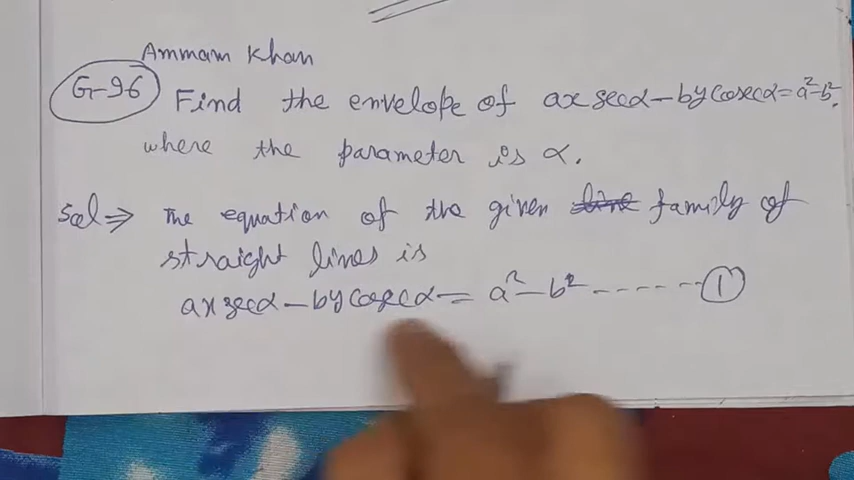 Ammam Khan
G-96 Find the envelope of ax secα - by cosecα = a² - b².
where the parameter is α.
Sol ⇒ The equation of the given line family of
straight lines is
ax secα - by cosecα = a² - b² ------- ①